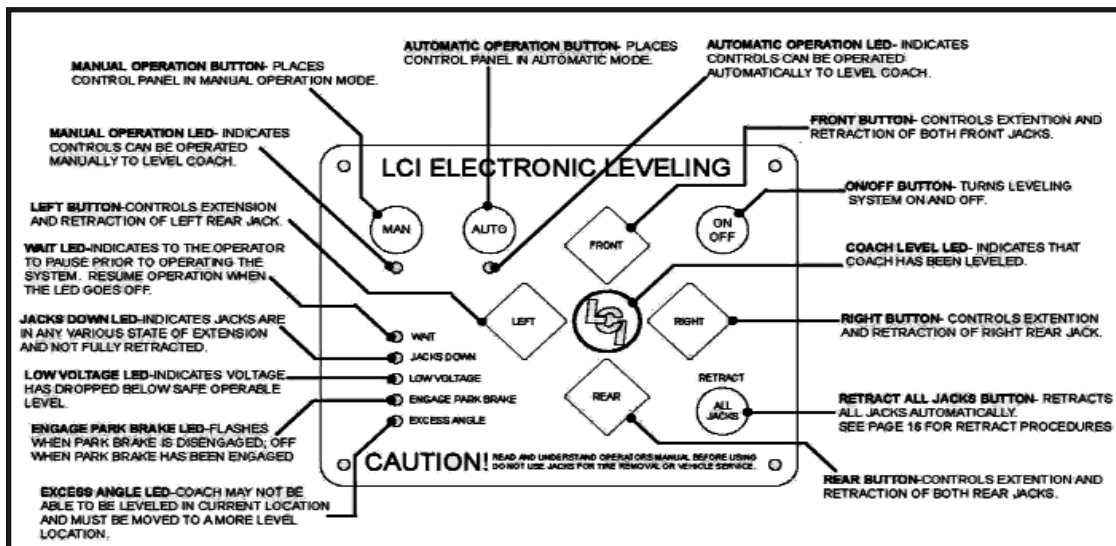 MANUAL OPERATION BUTTON- PLACES
CONTROL PANEL IN MANUAL OPERATION MODE.
AUTOMATIC OPERATION BUTTON- PLACES
CONTROL PANEL IN AUTOMATIC MODE.
AUTOMATIC OPERATION LED- INDICATES
CONTROLS CAN BE OPERATED
AUTOMATICALLY TO LEVEL COACH.
MANUAL OPERATION LED- INDICATES
CONTROLS CAN BE OPERATED
MANUALLY TO LEVEL COACH.
FRONT BUTTON- CONTROLS EXTENTION AND
RETRACTION OF BOTH FRONT JACKS.
LEFT BUTTON-CONTROLS EXTENSION
AND RETRACTION OF LEFT REAR JACK.
ON/OFF BUTTON- TURNS LEVELING
SYSTEM ON AND OFF.
WAIT LED-INDICATES TO THE OPERATOR
TO PAUSE PRIOR TO OPERATING THE
SYSTEM. RESUME OPERATION WHEN
THE LED GOES OFF.
COACH LEVEL LED- INDICATES THAT
COACH HAS BEEN LEVELED.
JACKS DOWN LED-INDICATES JACKS ARE
IN ANY VARIOUS STATE OF EXTENSION
AND NOT FULLY RETRACTED.
RIGHT BUTTON- CONTROLS EXTENTION
AND RETRACTION OF RIGHT REAR JACK.
LOW VOLTAGE LED-INDICATES VOLTAGE
HAS DROPPED BELOW SAFE OPERABLE
LEVEL.
RETRACT ALL JACKS BUTTON- RETRACTS
ALL JACKS AUTOMATICALLY.
SEE PAGE 16 FOR RETRACT PROCEDURES
ENGAGE PARK BRAKE LED-FLASHES
WHEN PARK BRAKE IS DISENGAGED; OFF
WHEN PARK BRAKE HAS BEEN ENGAGED
REAR BUTTON-CONTROLS EXTENTION AND
RETRACTION OF BOTH REAR JACKS.
EXCESS ANGLE LED-COACH MAY NOT BE
ABLE TO BE LEVELED IN CURRENT LOCATION
AND MUST BE MOVED TO A MORE LEVEL
LOCATION.
LCI ELECTRONIC LEVELING
MAN
AUTO
FRONT
ON
OFF
LEFT
LCI
RIGHT
WAIT
JACKS DOWN
LOW VOLTAGE
ENGAGE PARK BRAKE
EXCESS ANGLE
REAR
RETRACT
ALL
JACKS
CAUTION! READ AND UNDERSTAND OPERATORS MANUAL BEFORE USING
DO NOT USE JACKS FOR TIRE REMOVAL OR VEHICLE SERVICE.